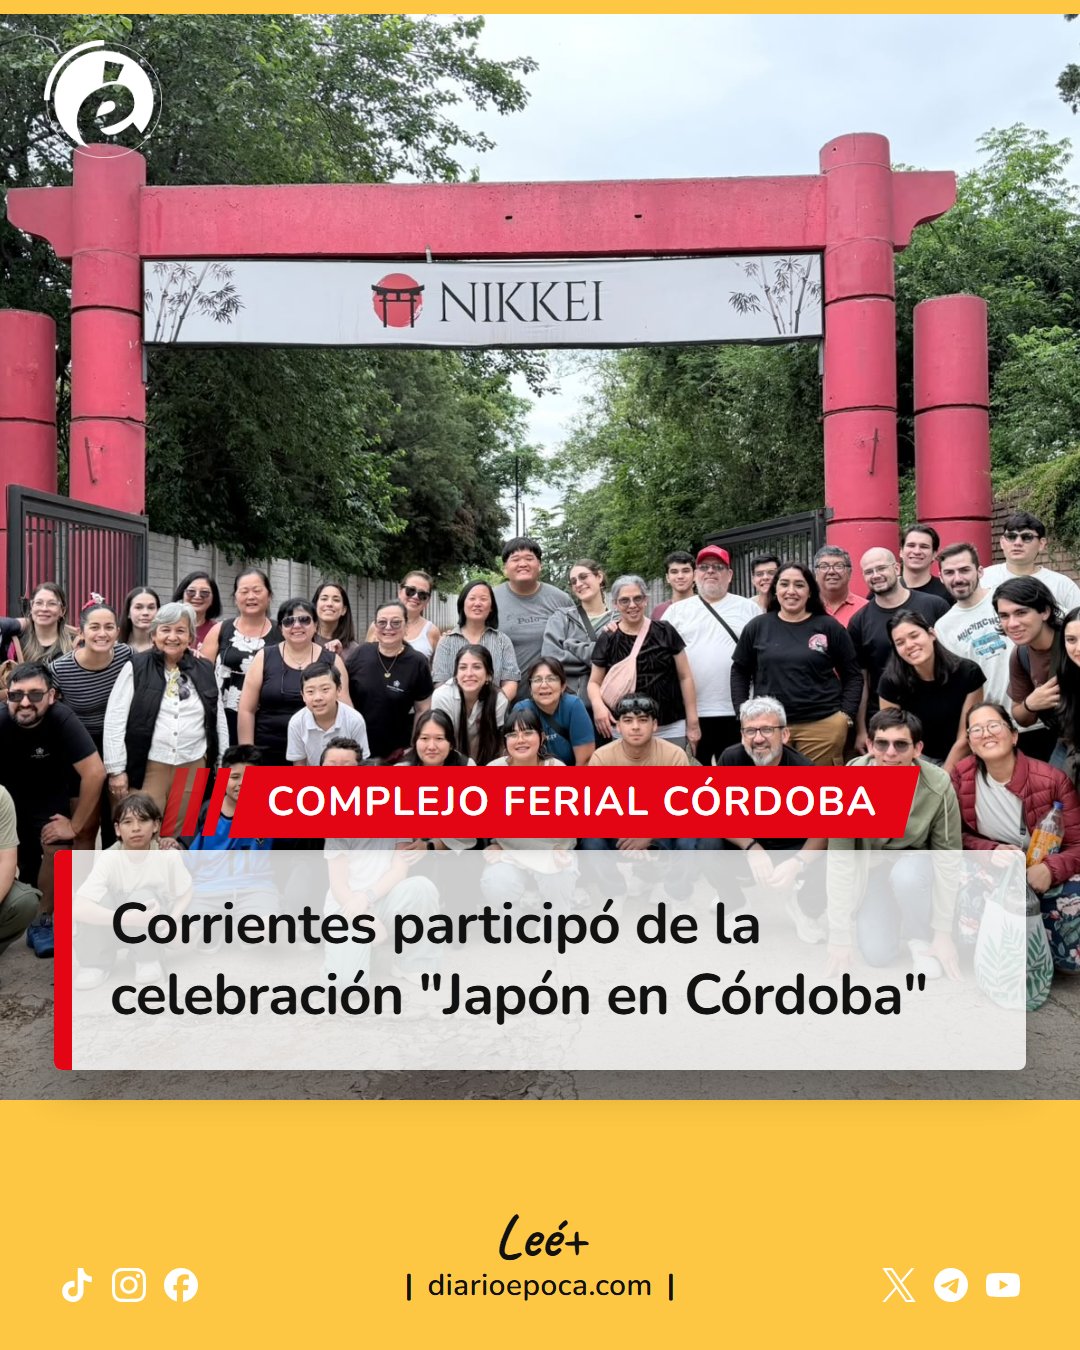 NIKKEI
COMPLEJO FERIAL CÓRDOBA
Corrientes participó de la
celebración "Japón en Córdoba"
Leé+
| diarioepoca.com |